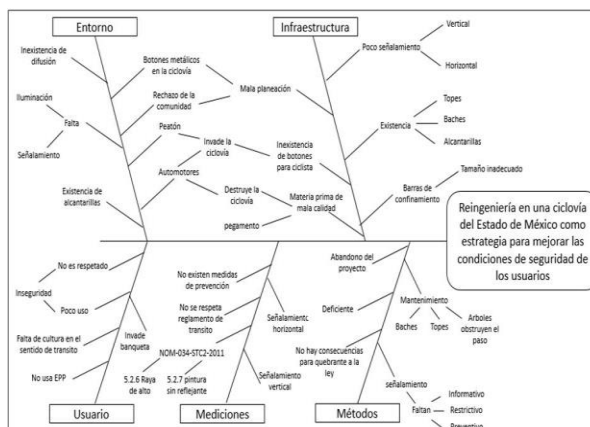 Entorno
Infraestructura
Inexistencia de
difusión
Botones metálicos
en la ciclovía
Iluminación
Rechazo de la
comunidad
Mala planeación
Falta
Señalamiento
Peatón
Invade la
ciclovía
Automotores
Inexistencia
de botones
para ciclista
Existencia de
alcantarillas
Destruye la
ciclovía
Materia prima de
mala calidad
pegamento
Poco señalamiento
Vertical
Horizontal
Existencia
Topes
Baches
Alcantarillas
Tamaño inadecuado
Barras de
confinamiento
Reingeniería en una ciclovía
del Estado de México como
estrategia para mejorar las
condiciones de seguridad de
los usuarios
No es respetado
Inseguridad
Poco uso
Falta de cultura en el
sentido de transito
Invade
banqueta
No usa EPP
Usuario
No existen medidas
de prevención
No se respeta
reglamento de
transito
Señalamiento
horizontal
NOM-034-STC2-2011
5.2.6 Raya
de alto
5.2.7 pintura
sin reflejante
Señalamiento
vertical
Mediciones
Abandono del
proyecto
Deficiente
Mantenimiento
Baches
Topes
Arboles
obstruyen el
paso
No hay consecuencias
para quebrante a la
ley
señalamiento
Faltan
Informativo
Restrictivo
Preventivo
Métodos